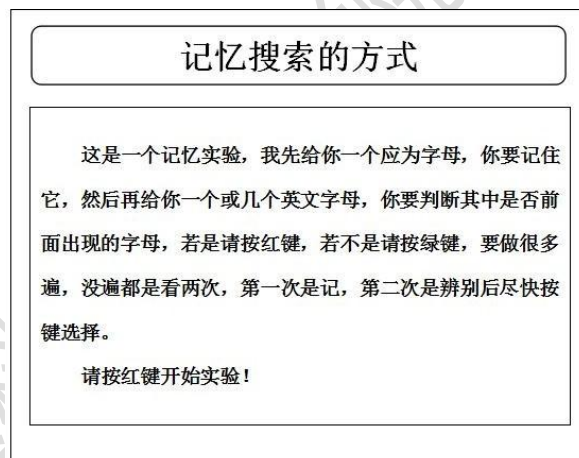 记忆搜索的方式
这是一个记忆实验，我先给你一个应为字母，你要记住
它，然后再给你一个或几个英文字母，你要判断其中是否前
面出现的字母，若是请按红键，若不是请按绿键，要做很多
遍，没遍都是看两次，第一次是记，第二次是辨别后尽快按
键选择。
请按红键开始实验！